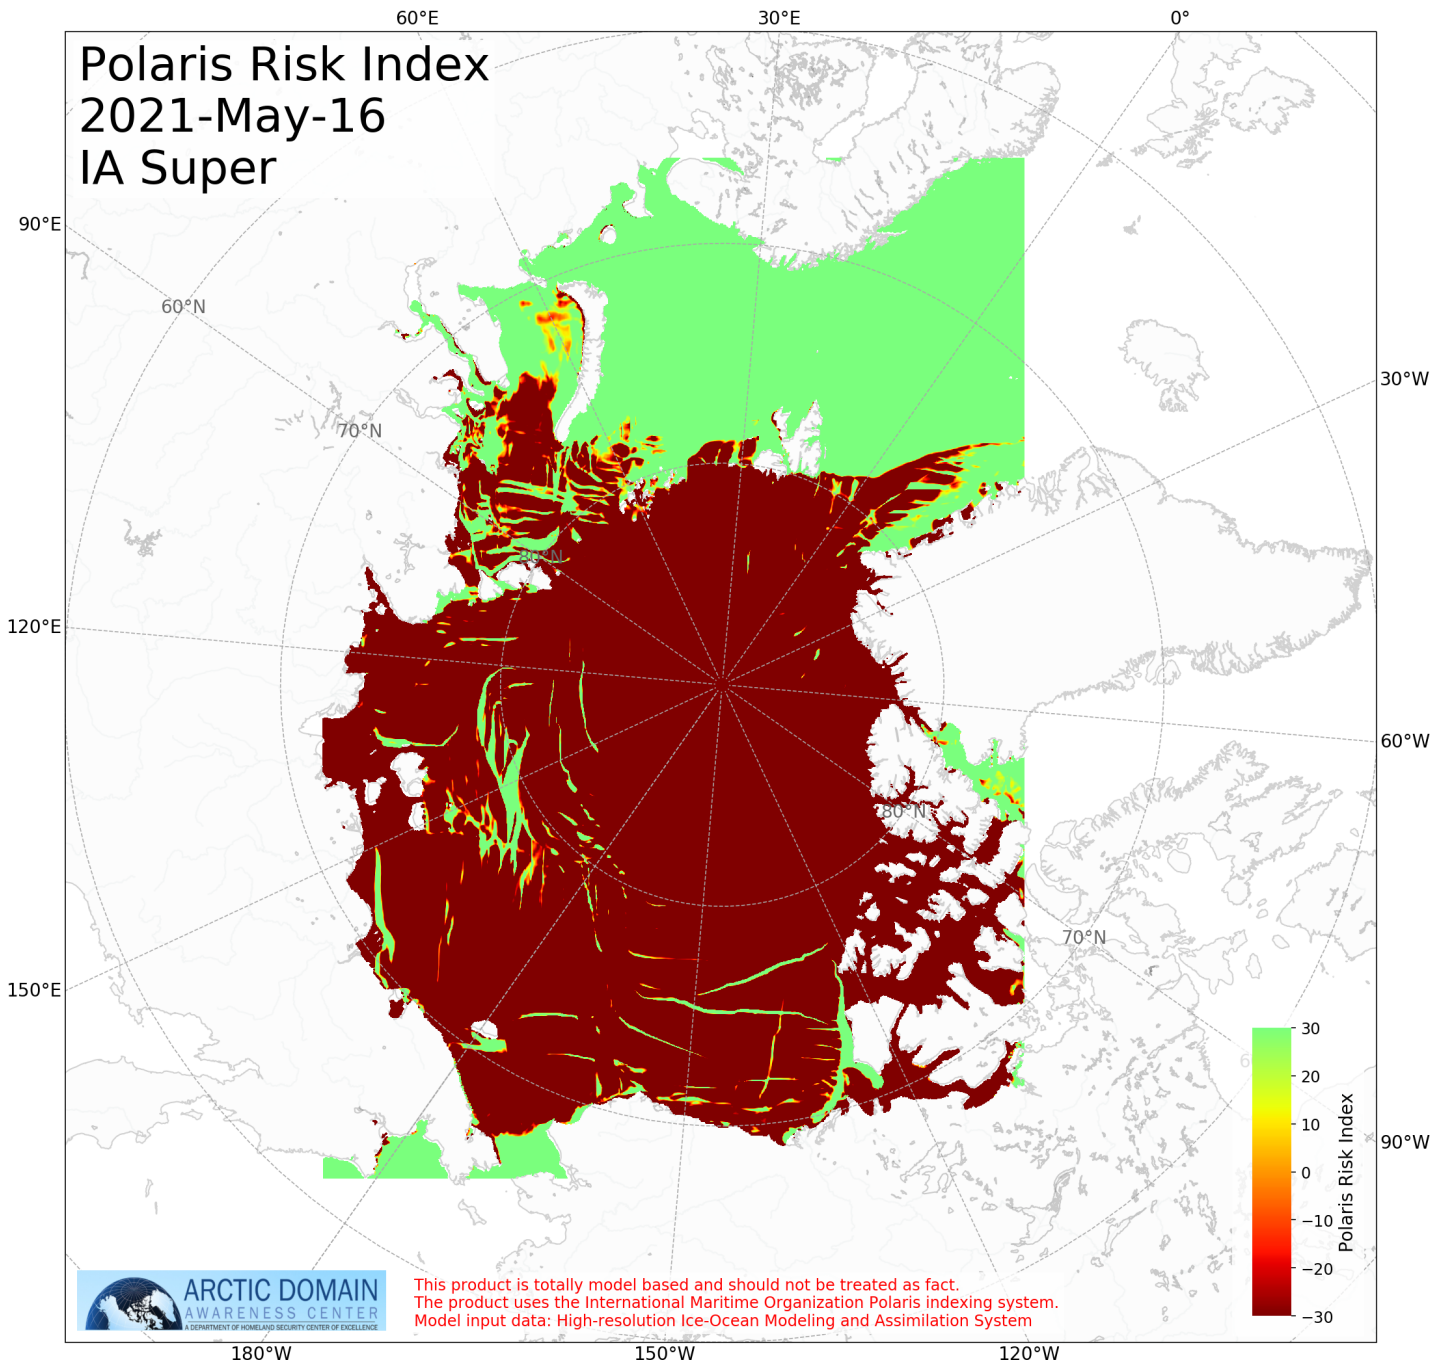 60°E
30°E
0°
Polaris Risk Index
2021-May-16
IA Super
90°E
60°N
30°W
70°N
80°N
120°E
60°W
80°N
70°N
150°E
30
20
10
0
−10
−20
−30
Polaris Risk Index
90°W
ARCTIC DOMAIN
AWARENESS CENTER
A DEPARTMENT OF HOMELAND SECURITY CENTER OF EXCELLENCE
This product is totally model based and should not be treated as fact.
The product uses the International Maritime Organization Polaris indexing system.
Model input data: High-resolution Ice-Ocean Modeling and Assimilation System
180°W
150°W
120°W